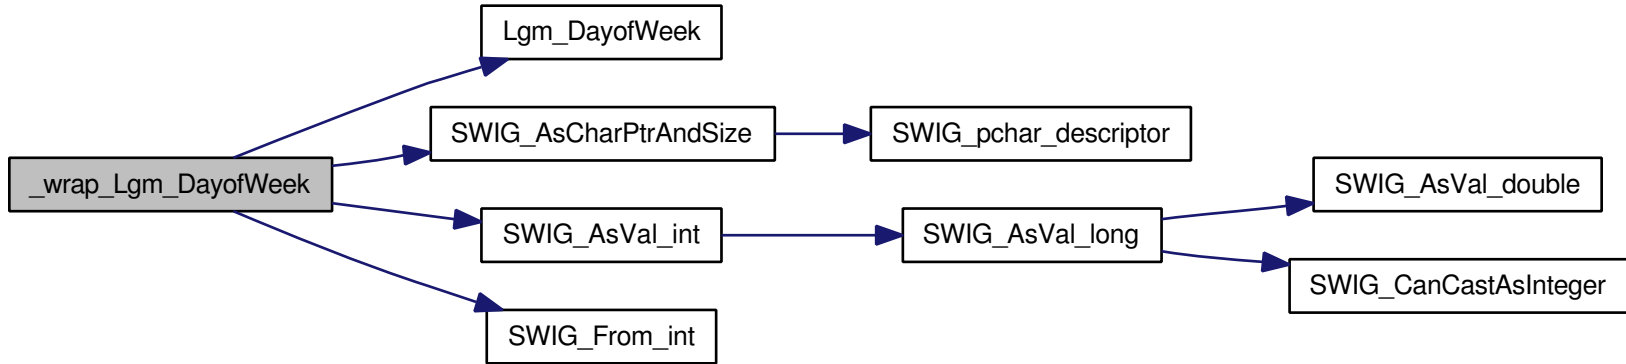 Lgm_DayofWeek
SWIG_AsCharPtrAndSize
SWIG_pchar_descriptor
_wrap_Lgm_DayofWeek
SWIG_AsVal_double
SWIG_AsVal_int
SWIG_AsVal_long
SWIG_CanCastAsInteger
SWIG_From_int